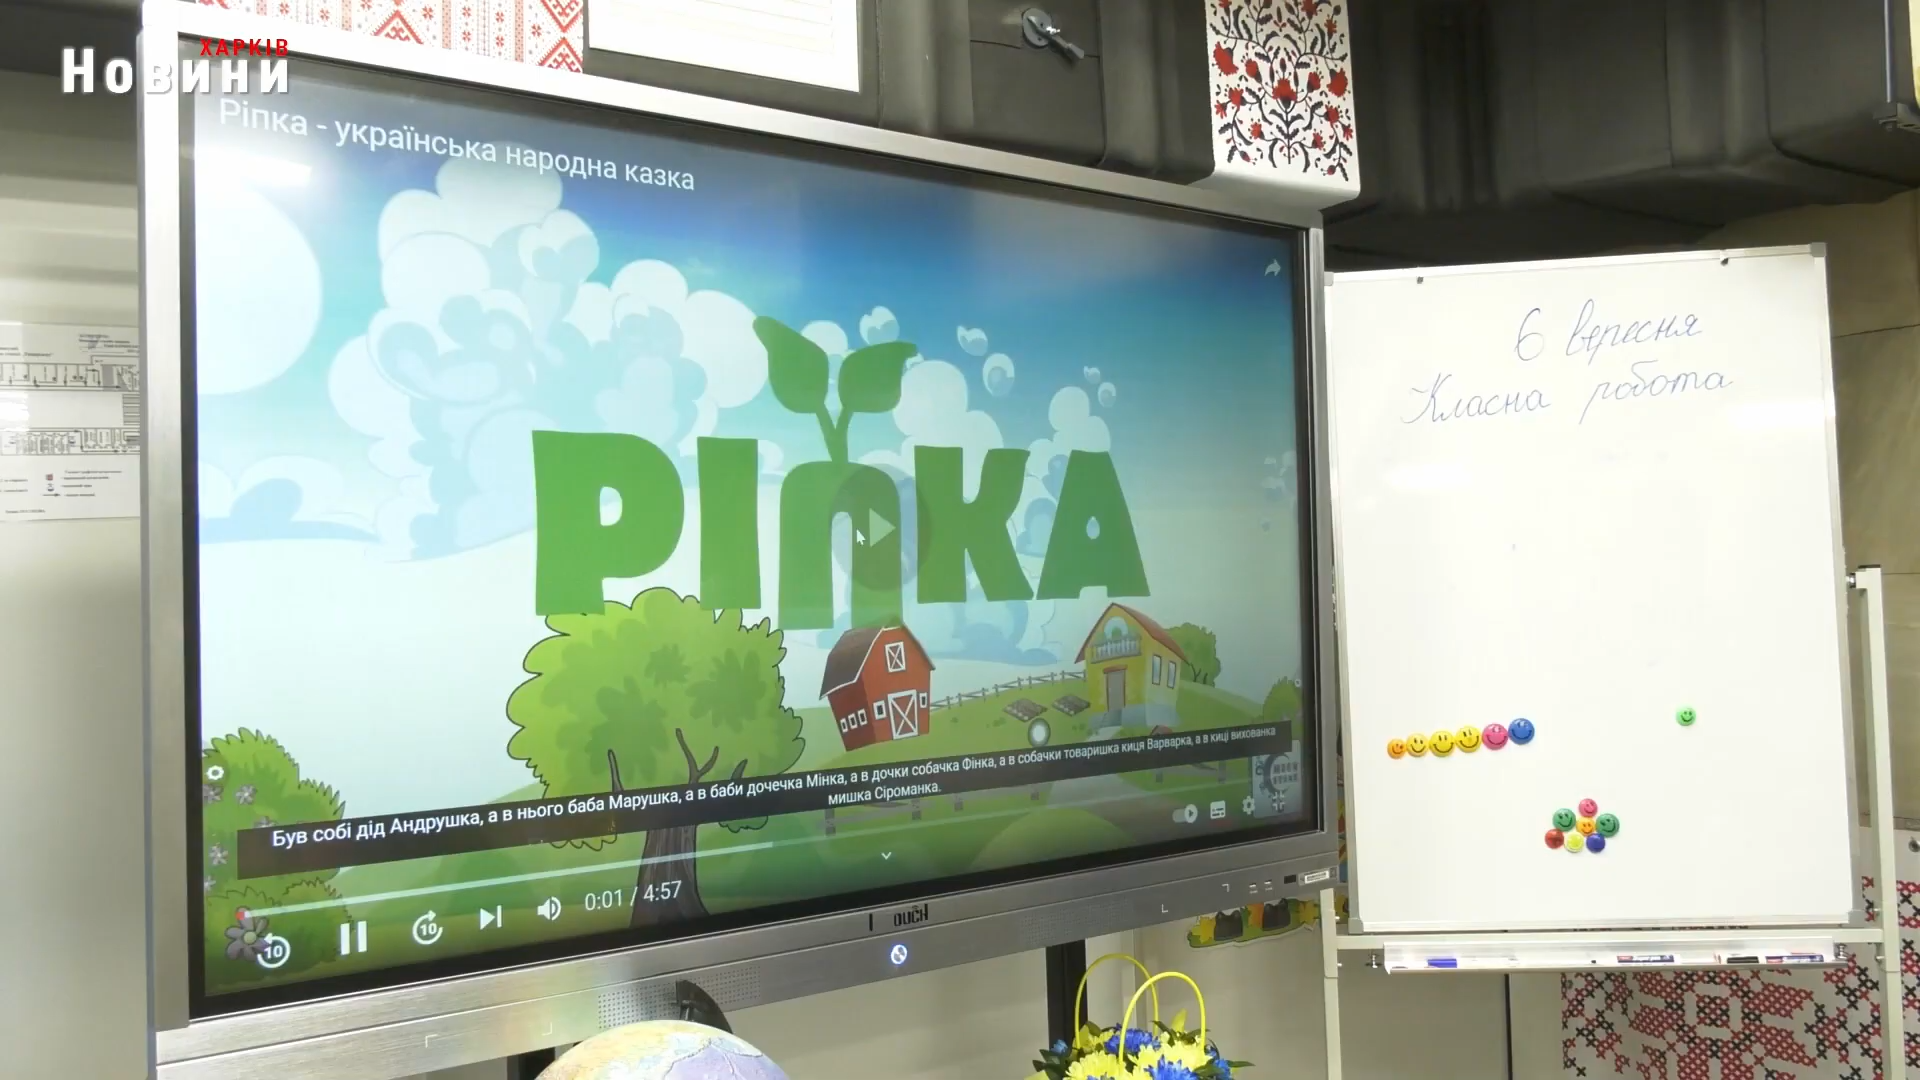 ХАРКІВ
Новини
Ріпка - українська народна казка
РІПКА
Був собі дід Андрушка, а в нього баба Марушка, а в баби дочечка Мінка, а в дочки собачка Фінка, а в собачки товаришка киця Варварка, а в киці вихованка
мишка Сіроманка.
10
10
0:01 / 4:57
6 вересня
Класна робота